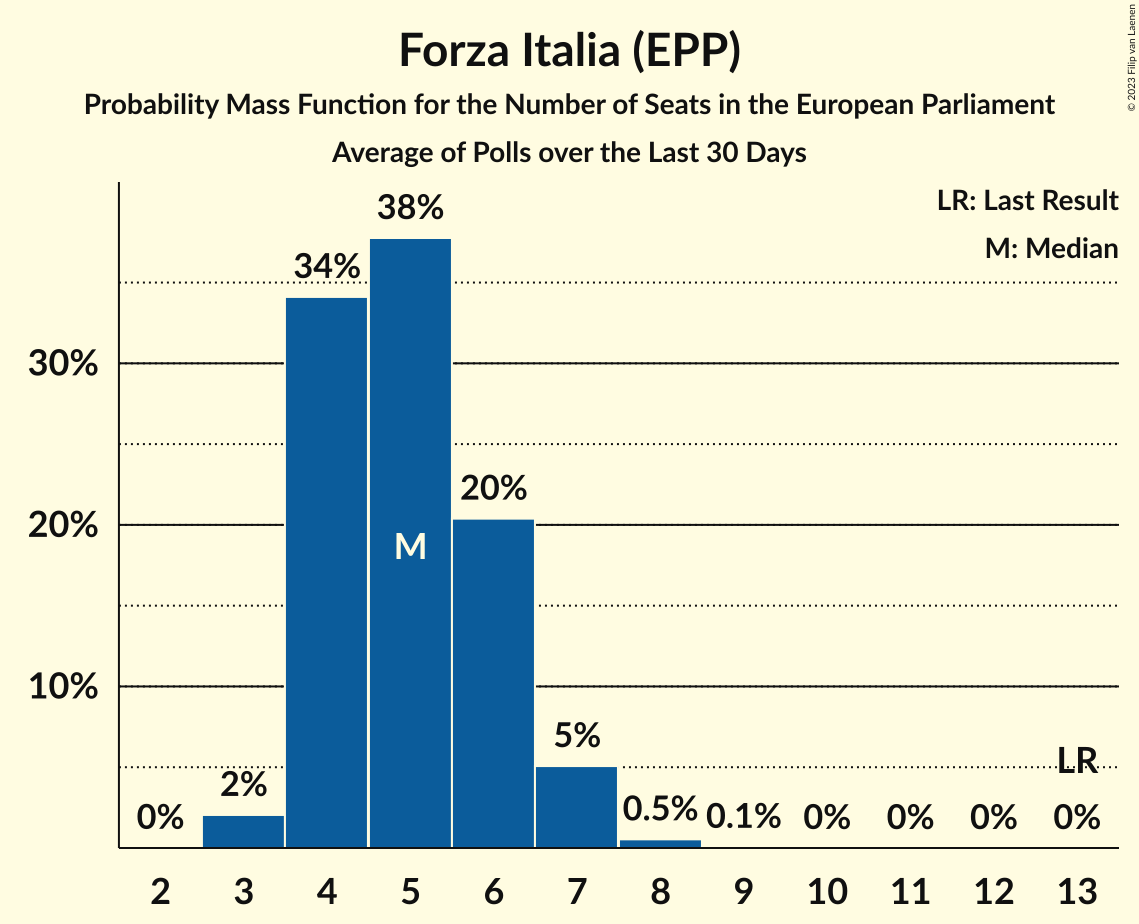 Forza Italia (EPP)
Probability Mass Function for the Number of Seats in the European Parliament
Average of Polls over the Last 30 Days
© 2023 Filip van Laenen
LR: Last Result
M: Median
38%
34%
30%
20%
M
20%
10%
5%
LR
2%
0%
0.5%
0.1%
0%
0%
0%
0%
2 3 4 5 6 7 8 9 10 11 12 13